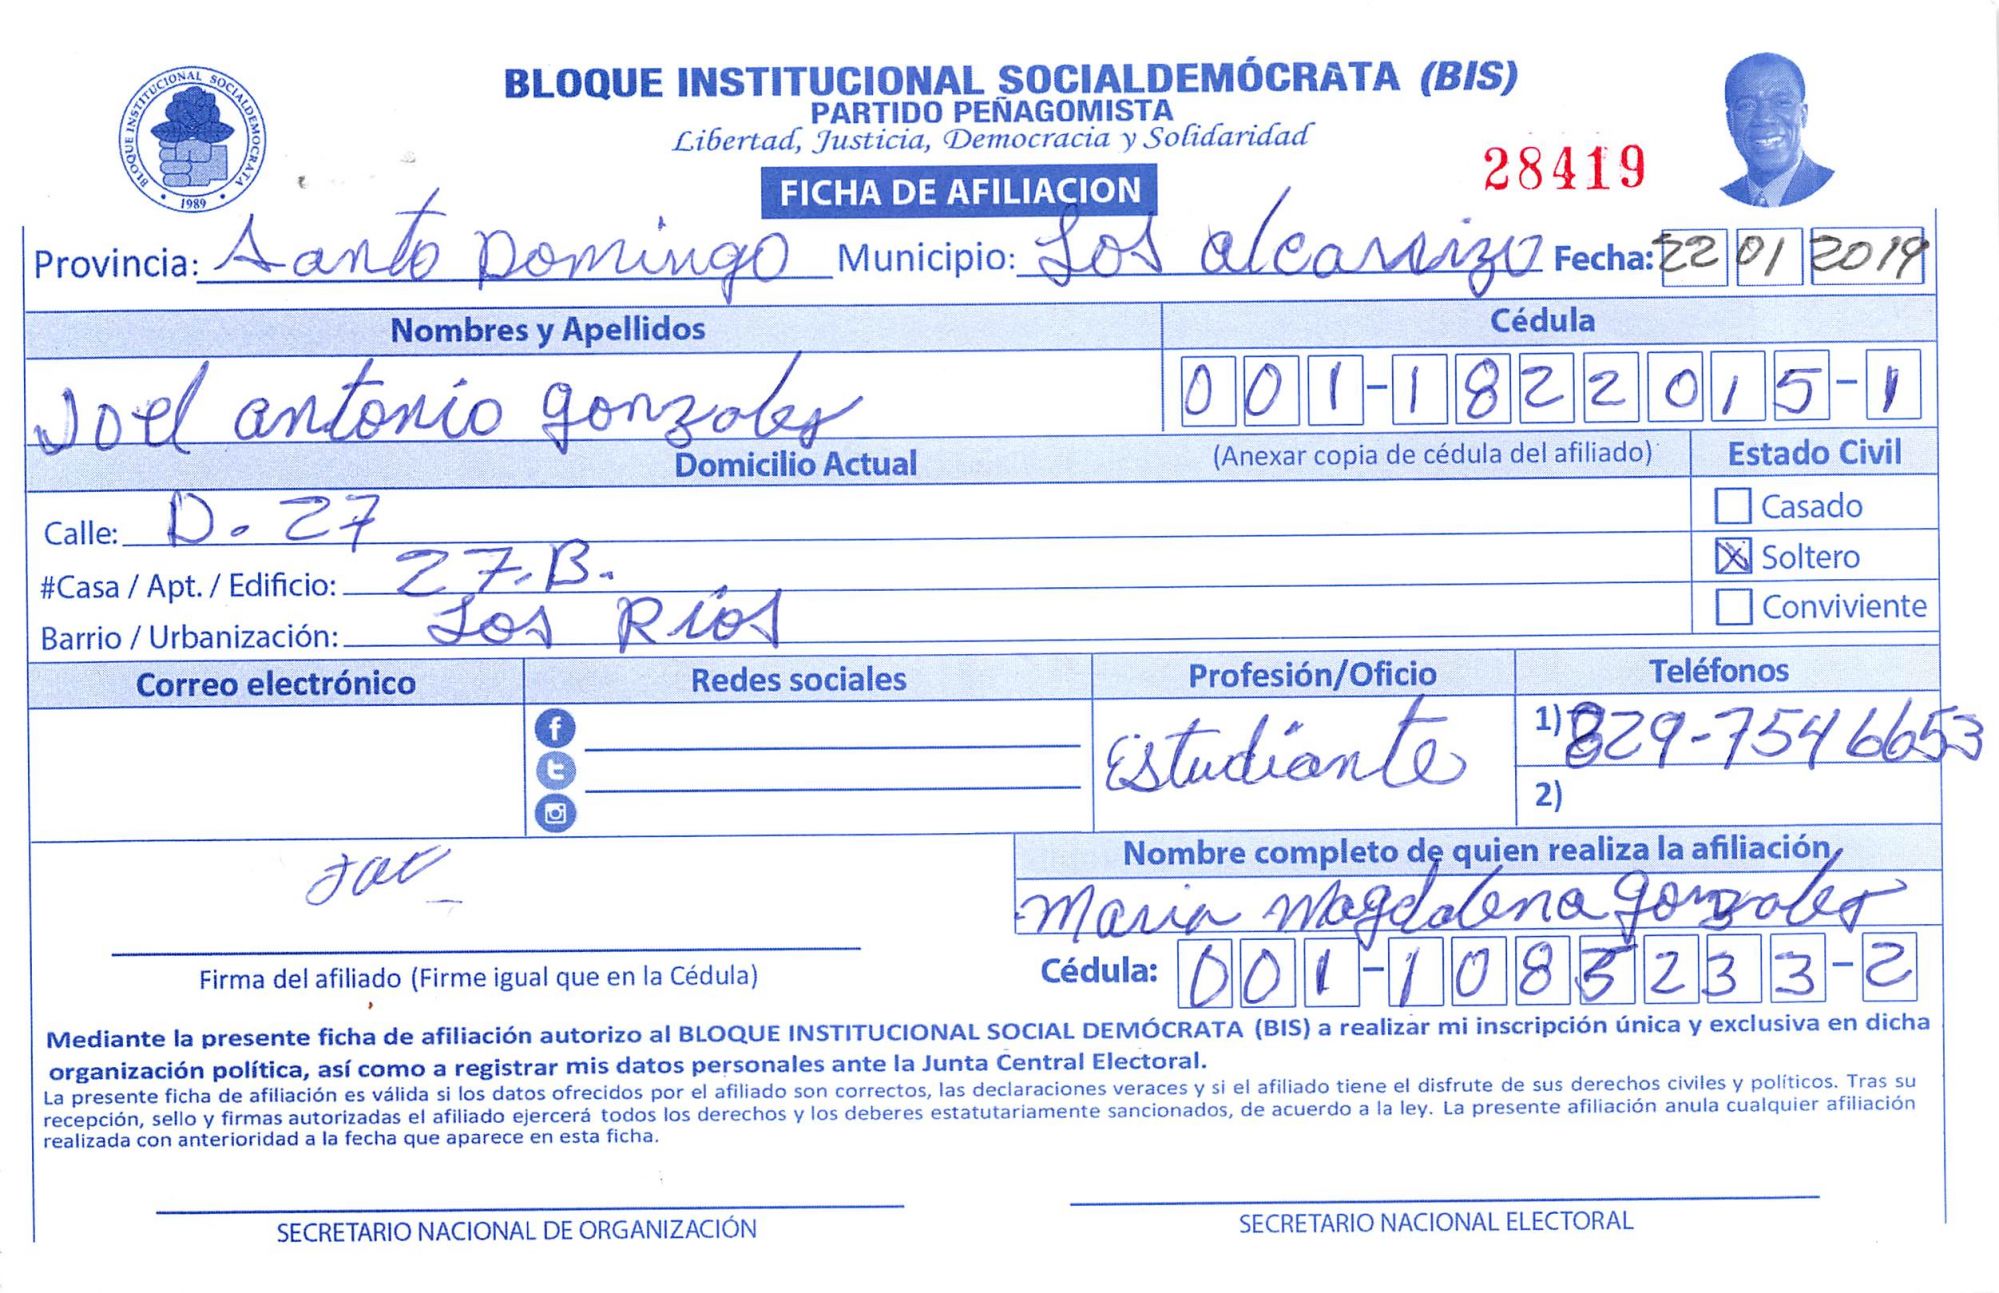 BLOQUE INSTITUCIONAL SOCIALDEMOCRATA
1989
BLOQUE INSTITUCIONAL SOCIALDEMÓCRATA (BIS)
PARTIDO PEÑAGOMISTA
Libertad, Justicia, Democracia y Solidaridad
28419
FICHA DE AFILIACION
Provincia: Santo Domingo Municipio: Los alcarrizo Fecha: 22 01 2019
Nombres y Apellidos Cédula
Joel antonio gonzales 001-1822015-1
Domicilio Actual (Anexar copia de cédula del afiliado) Estado Civil
Calle: D. 27 Casado
#Casa / Apt. / Edificio: 27.B. Soltero
Barrio / Urbanización: Los Ríos Conviviente
Correo electrónico Redes sociales Profesión/Oficio Teléfonos
Estudiante 1) 829-7546653
2)
Nombre completo de quien realiza la afiliación
Maria Magdalena gonzales
Cédula: 001-1085233-2
Firma del afiliado (Firme igual que en la Cédula)
Mediante la presente ficha de afiliación autorizo al BLOQUE INSTITUCIONAL SOCIAL DEMÓCRATA (BIS) a realizar mi inscripción única y exclusiva en dicha
organización política, así como a registrar mis datos personales ante la Junta Central Electoral.
La presente ficha de afiliación es válida si los datos ofrecidos por el afiliado son correctos, las declaraciones veraces y si el afiliado tiene el disfrute de sus derechos civiles y políticos. Tras su
recepción, sello y firmas autorizadas el afiliado ejercerá todos los derechos y los deberes estatutariamente sancionados, de acuerdo a la ley. La presente afiliación anula cualquier afiliación
realizada con anterioridad a la fecha que aparece en esta ficha.
SECRETARIO NACIONAL DE ORGANIZACIÓN SECRETARIO NACIONAL ELECTORAL